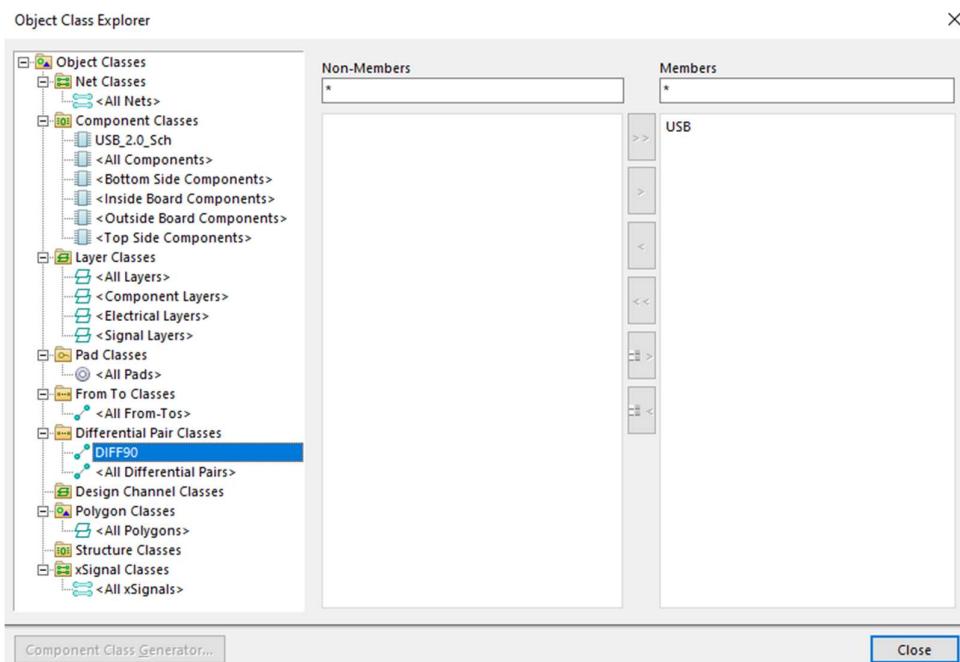 Object Class Explorer
Object Classes
Net Classes
<All Nets>
Component Classes
USB_2.0_Sch
<All Components>
<Bottom Side Components>
<Inside Board Components>
<Outside Board Components>
<Top Side Components>
Layer Classes
<All Layers>
<Component Layers>
<Electrical Layers>
<Signal Layers>
Pad Classes
<All Pads>
From To Classes
<All From-Tos>
Differential Pair Classes
DIFF90
<All Differential Pairs>
Design Channel Classes
Polygon Classes
<All Polygons>
Structure Classes
xSignal Classes
<All xSignals>
Non-Members
*
>>
>
<
<<
>
<
Members
*
USB
Component Class Generator...
Close